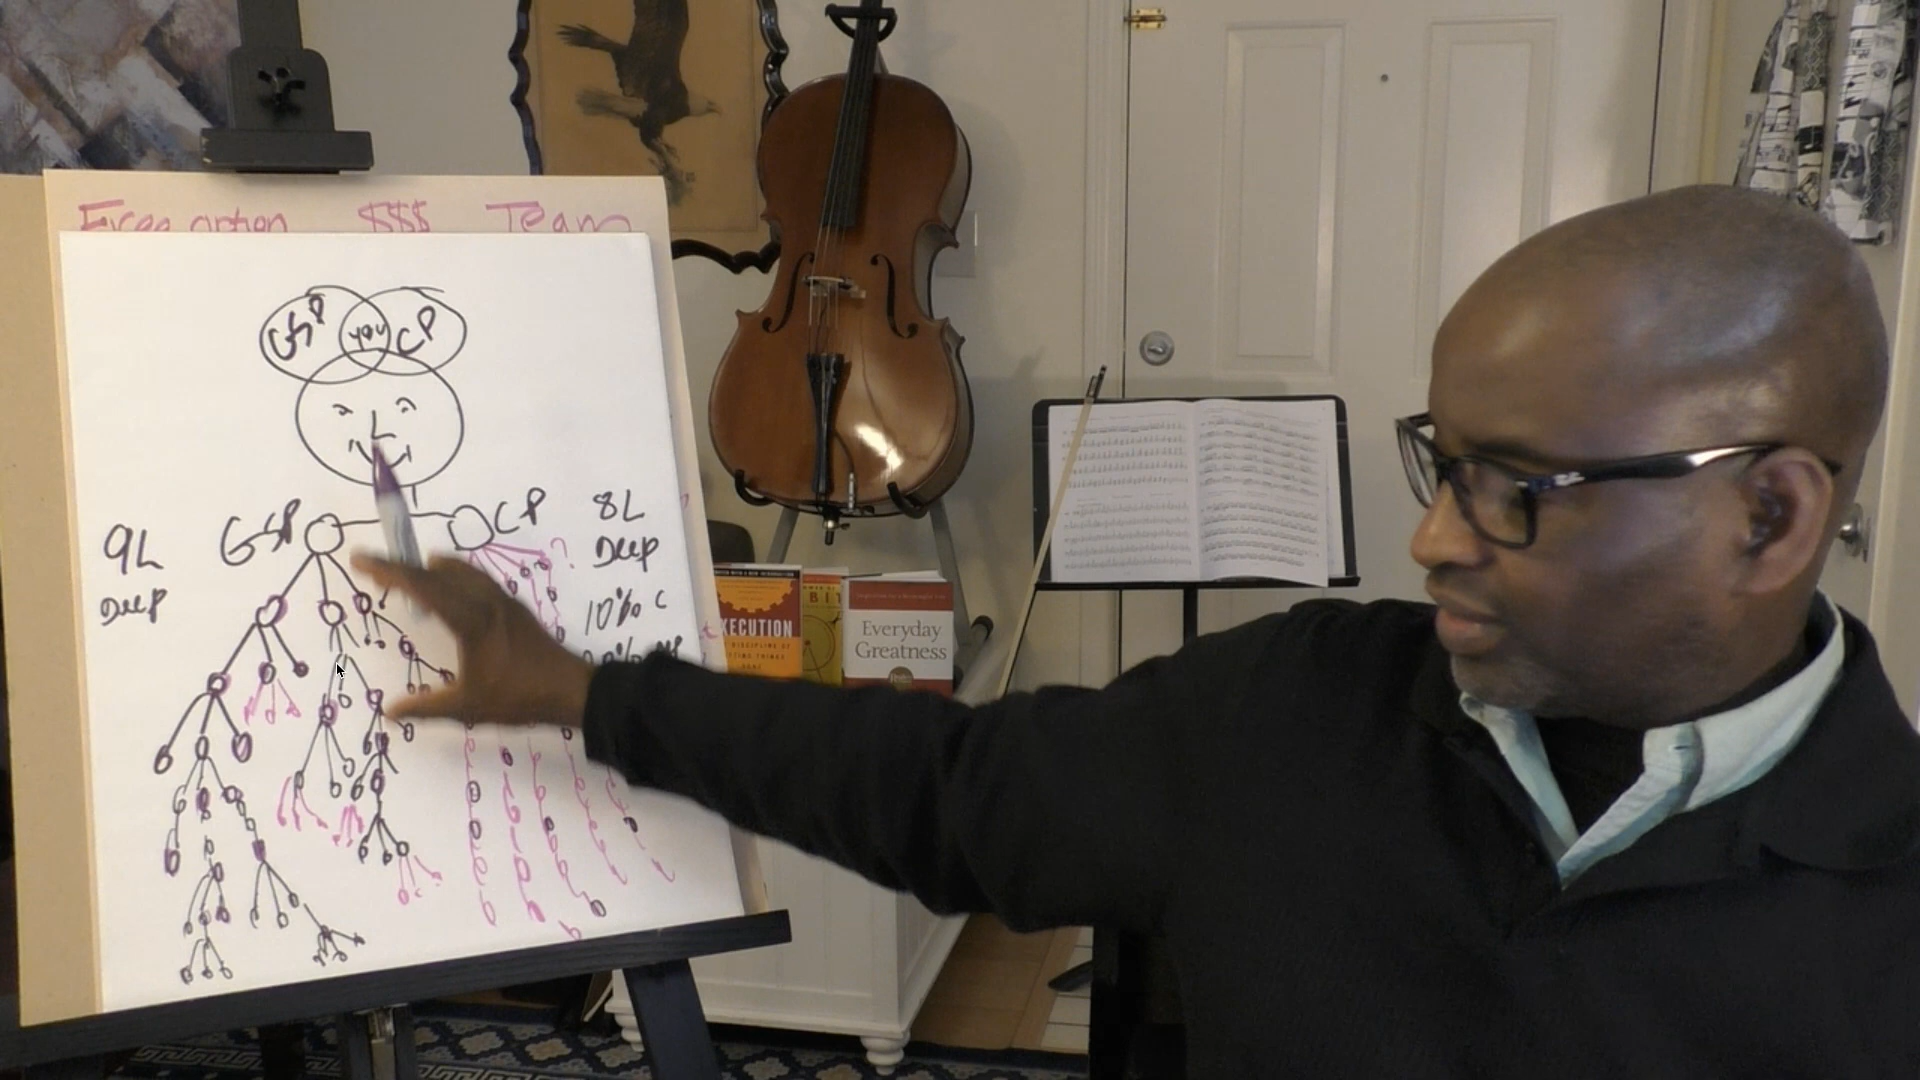 Free option $$$ Team
GSP you CP
GSP CP
9L
Deep
8L
Deep
10% C
EXECUTION
Everyday
Greatness